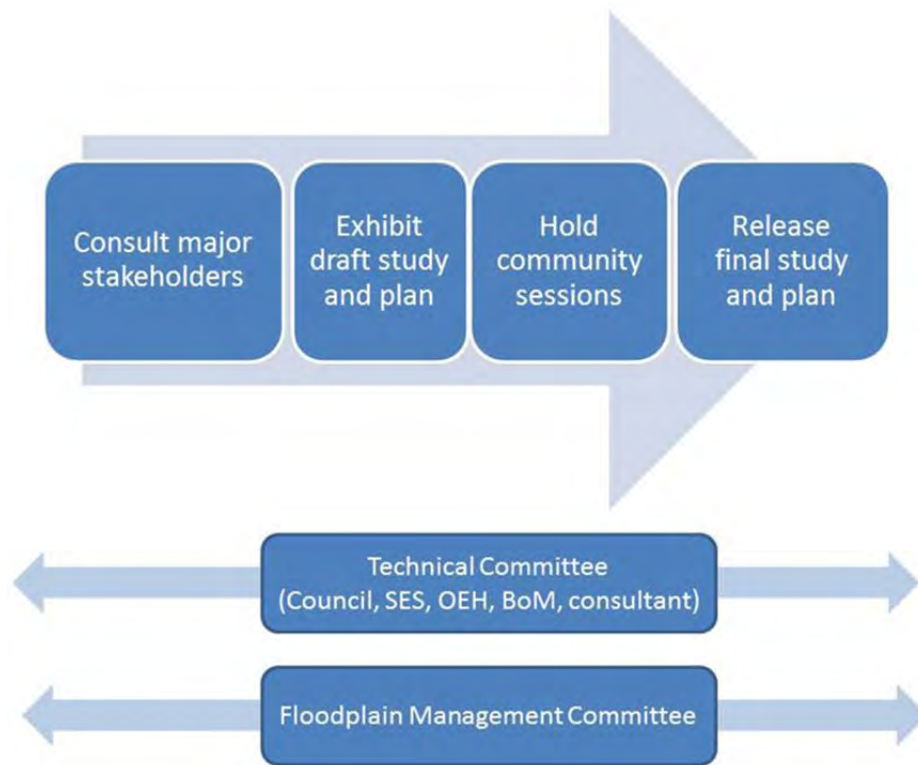 Consult major
stakeholders
Exhibit
draft study
and plan
Hold
community
sessions
Release
final study
and plan
Technical Committee
(Council, SES, OEH, BoM, consultant)
Floodplain Management Committee